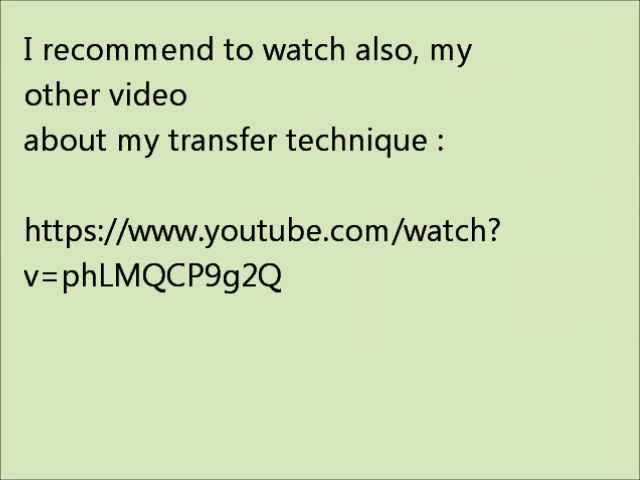 I recommend to watch also, my
other video
about my transfer technique :
https://www.youtube.com/watch?
v=phLMQCP9g2Q